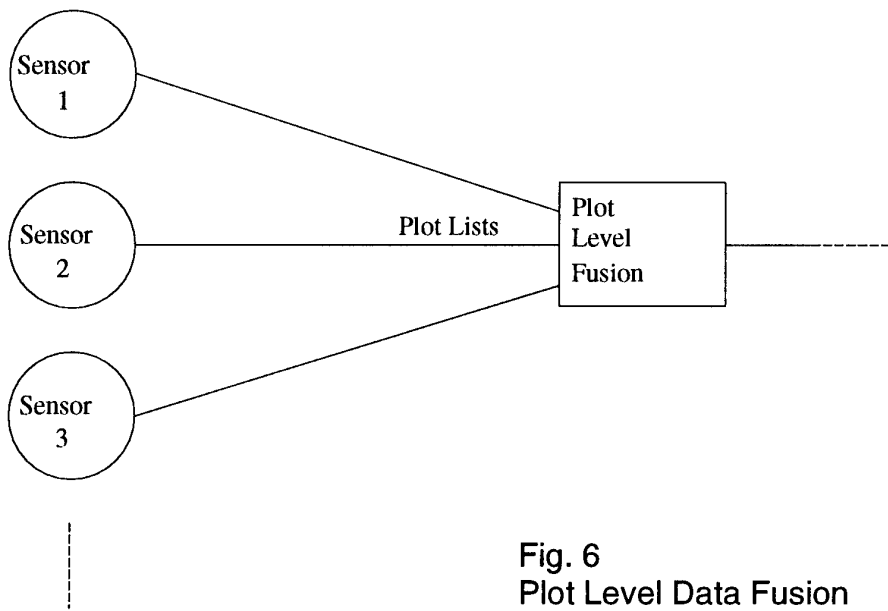 Sensor
1
Sensor
2
Sensor
3
Plot Lists
Plot
Level
Fusion
Fig. 6
Plot Level Data Fusion